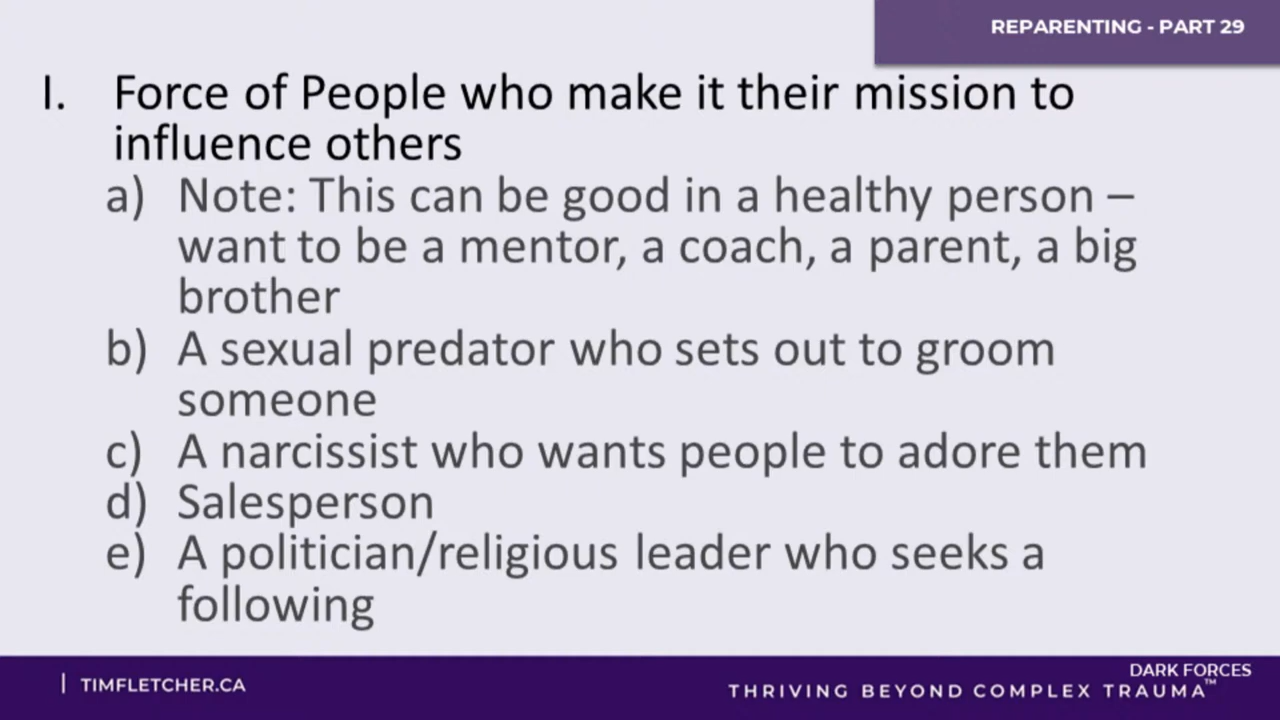 REPARENTING - PART 29
I. Force of People who make it their mission to
influence others
a) Note: This can be good in a healthy person –
want to be a mentor, a coach, a parent, a big
brother
b) A sexual predator who sets out to groom
someone
c) A narcissist who wants people to adore them
d) Salesperson
e) A politician/religious leader who seeks a
following
| TIMFLETCHER.CA
DARK FORCES
THRIVING BEYOND COMPLEX TRAUMA™